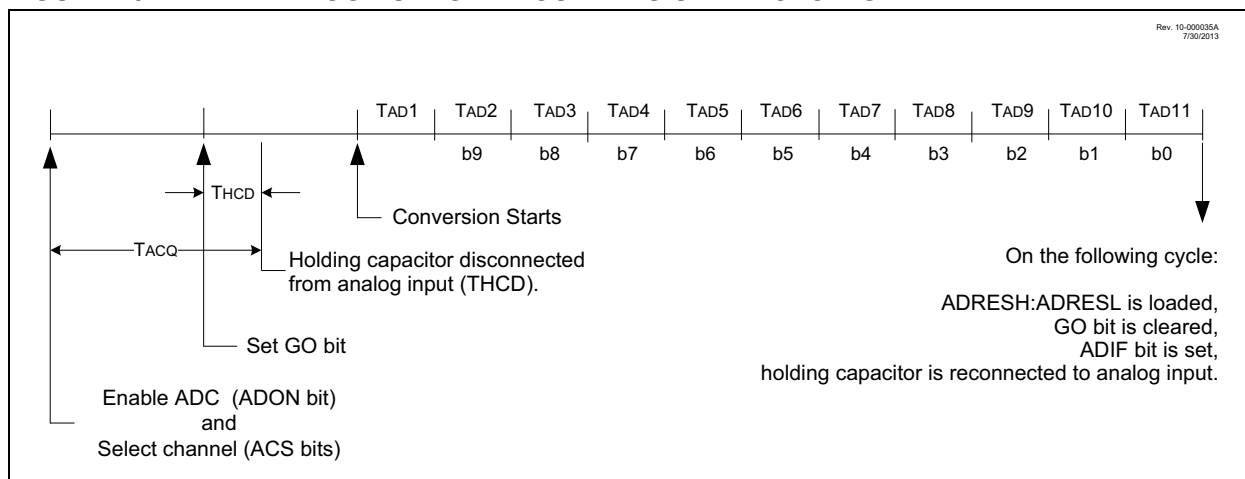 Rev. 10-000035A
7/30/2013
TAD1 TAD2 TAD3 TAD4 TAD5 TAD6 TAD7 TAD8 TAD9 TAD10 TAD11
b9 b8 b7 b6 b5 b4 b3 b2 b1 b0
THCD
Conversion Starts
TACQ
Holding capacitor disconnected
from analog input (THCD).
Set GO bit
Enable ADC (ADON bit)
and
Select channel (ACS bits)
On the following cycle:
ADRESH:ADRESL is loaded,
GO bit is cleared,
ADIF bit is set,
holding capacitor is reconnected to analog input.